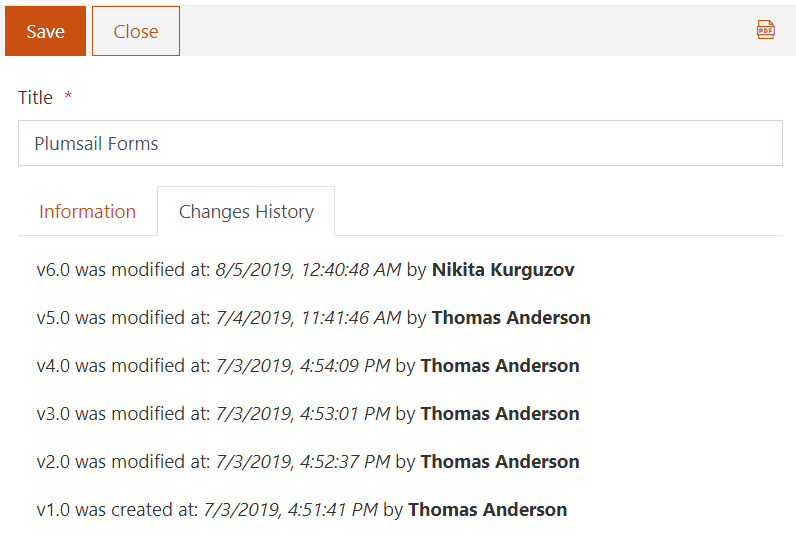 Save Close PDF
Title *
Plumsail Forms
Information Changes History
v6.0 was modified at: 8/5/2019, 12:40:48 AM by Nikita Kurguzov
v5.0 was modified at: 7/4/2019, 11:41:46 AM by Thomas Anderson
v4.0 was modified at: 7/3/2019, 4:54:09 PM by Thomas Anderson
v3.0 was modified at: 7/3/2019, 4:53:01 PM by Thomas Anderson
v2.0 was modified at: 7/3/2019, 4:52:37 PM by Thomas Anderson
v1.0 was created at: 7/3/2019, 4:51:41 PM by Thomas Anderson